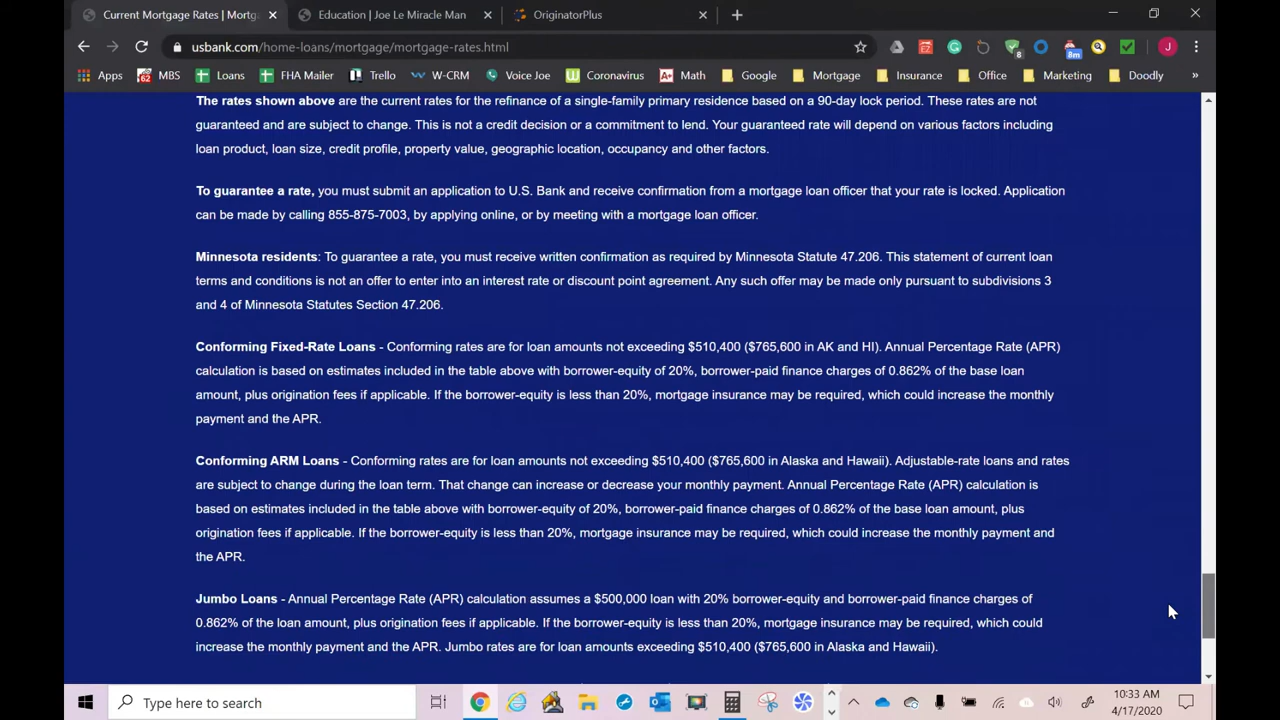 Current Mortgage Rates | Mortg
Education | Joe Le Miracle Man
OriginatorPlus
usbank.com/home-loans/mortgage/mortgage-rates.html
8
8m
J
Apps
MBS
Loans
FHA Mailer
Trello
W-CRM
Voice Joe
Coronavirus
A+ Math
Google
Mortgage
Insurance
Office
Marketing
Doodly
»
The rates shown above are the current rates for the refinance of a single-family primary residence based on a 90-day lock period. These rates are not
guaranteed and are subject to change. This is not a credit decision or a commitment to lend. Your guaranteed rate will depend on various factors including
loan product, loan size, credit profile, property value, geographic location, occupancy and other factors.
To guarantee a rate, you must submit an application to U.S. Bank and receive confirmation from a mortgage loan officer that your rate is locked. Application
can be made by calling 855-875-7003, by applying online, or by meeting with a mortgage loan officer.
Minnesota residents: To guarantee a rate, you must receive written confirmation as required by Minnesota Statute 47.206. This statement of current loan
terms and conditions is not an offer to enter into an interest rate or discount point agreement. Any such offer may be made only pursuant to subdivisions 3
and 4 of Minnesota Statutes Section 47.206.
Conforming Fixed-Rate Loans - Conforming rates are for loan amounts not exceeding $510,400 ($765,600 in AK and HI). Annual Percentage Rate (APR)
calculation is based on estimates included in the table above with borrower-equity of 20%, borrower-paid finance charges of 0.862% of the base loan
amount, plus origination fees if applicable. If the borrower-equity is less than 20%, mortgage insurance may be required, which could increase the monthly
payment and the APR.
Conforming ARM Loans - Conforming rates are for loan amounts not exceeding $510,400 ($765,600 in Alaska and Hawaii). Adjustable-rate loans and rates
are subject to change during the loan term. That change can increase or decrease your monthly payment. Annual Percentage Rate (APR) calculation is
based on estimates included in the table above with borrower-equity of 20%, borrower-paid finance charges of 0.862% of the base loan amount, plus
origination fees if applicable. If the borrower-equity is less than 20%, mortgage insurance may be required, which could increase the monthly payment and
the APR.
Jumbo Loans - Annual Percentage Rate (APR) calculation assumes a $500,000 loan with 20% borrower-equity and borrower-paid finance charges of
0.862% of the loan amount, plus origination fees if applicable. If the borrower-equity is less than 20%, mortgage insurance may be required, which could
increase the monthly payment and the APR. Jumbo rates are for loan amounts exceeding $510,400 ($765,600 in Alaska and Hawaii).
Type here to search
10:33 AM
4/17/2020